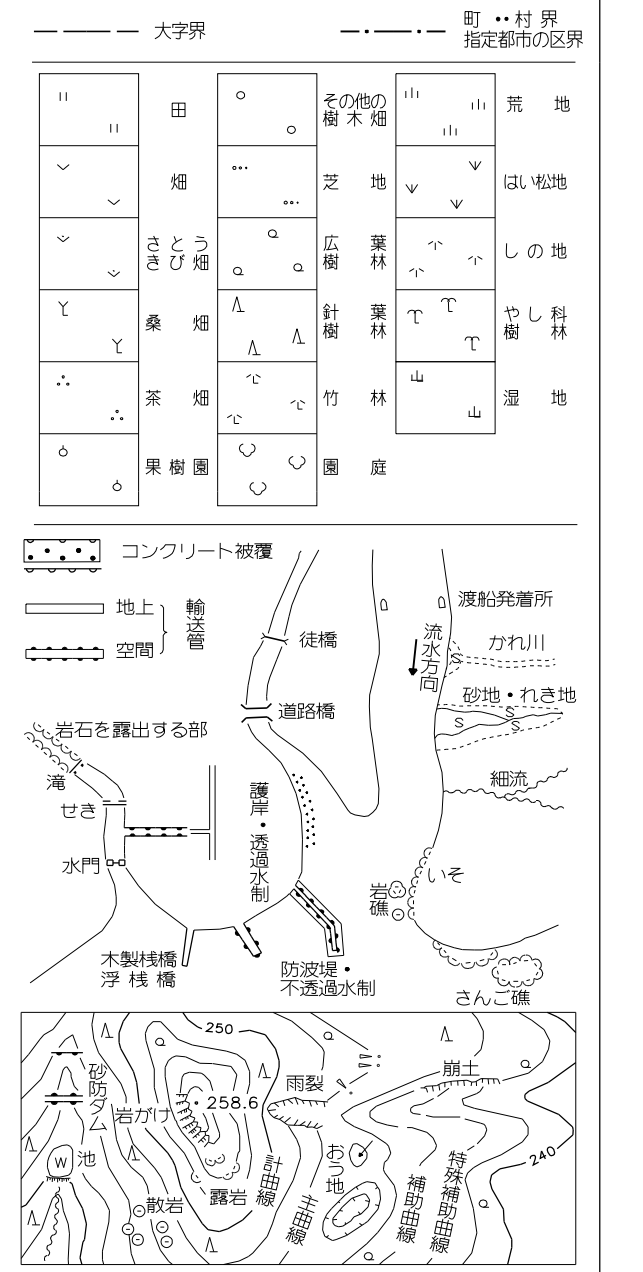 大字界
町・・村界
指定都市の区界
田
その他の
樹木畑
荒地
畑
芝地
はい松地
さとう
きび畑
広葉
樹林
しの地
桑畑
針葉
樹林
やし科
樹林
茶畑
竹林
湿地
果樹園
園庭
コンクリート被覆
地上
空間
輸送管
徒橋
道路橋
渡船発着所
流水方向
かれ川
砂地・れき地
S
S
S
細流
岩石を露出する部
滝
せき
水門
護岸・透過水制
いそ
岩礁
木製桟橋
浮桟橋
防波堤・
不透過水制
さんご礁
250
砂防ダム
岩がけ
258.6
雨裂
崩土
池
W
散岩
露岩
計曲線
主曲線
おう地
補助曲線
特殊補助曲線
240